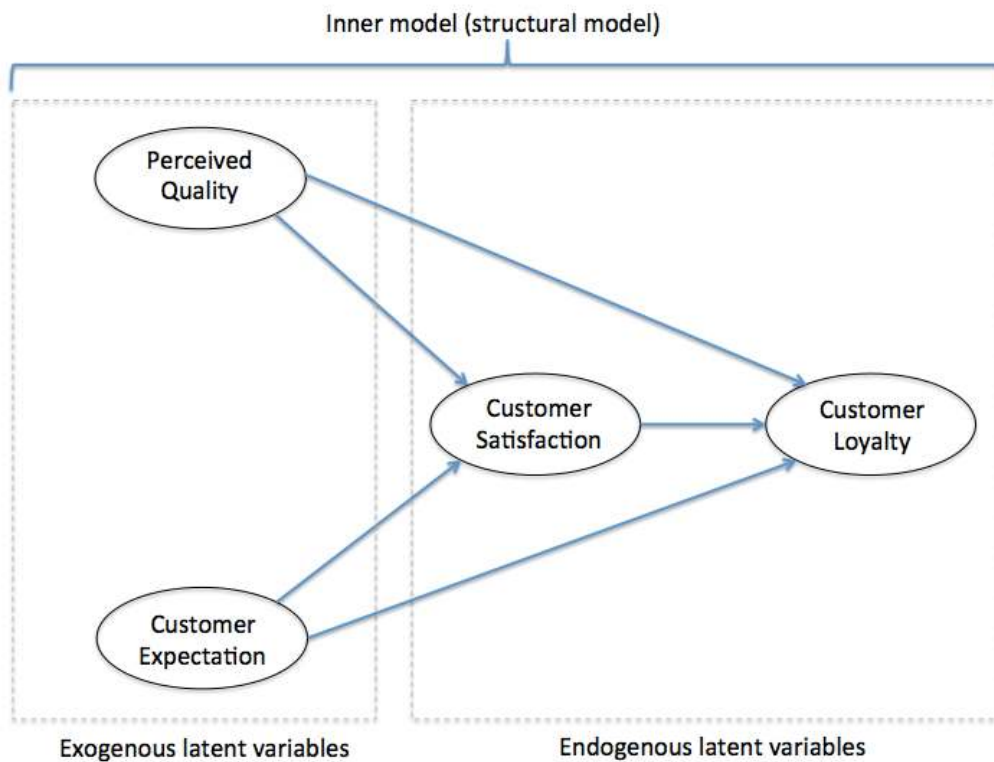 Inner model (structural model)
Perceived
Quality
Customer
Satisfaction
Customer
Loyalty
Customer
Expectation
Exogenous latent variables
Endogenous latent variables